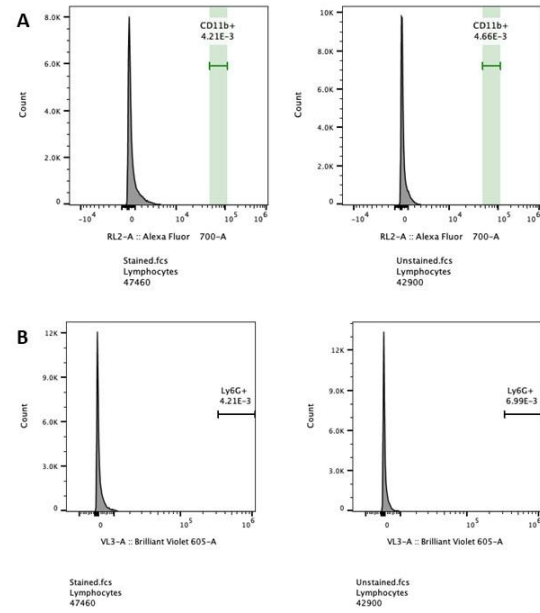 A
8.0K
6.0K
4.0K
2.0K
0
Count
CD11b+
4.21E-3
-10^4 0 10^4 10^5 10^6
RL2-A :: Alexa Fluor 700-A
Stained.fcs
Lymphocytes
47460
10K
8.0K
6.0K
4.0K
2.0K
0
Count
CD11b+
4.66E-3
-10^4 0 10^4 10^5 10^6
RL2-A :: Alexa Fluor 700-A
Unstained.fcs
Lymphocytes
42900
B
12K
9.0K
6.0K
3.0K
0
Count
Ly6G+
4.21E-3
0 10^5 10^6
VL3-A :: Brilliant Violet 605-A
Stained.fcs
Lymphocytes
47460
12K
9.0K
6.0K
3.0K
0
Count
Ly6G+
6.99E-3
0 10^5 10^6
VL3-A :: Brilliant Violet 605-A
Unstained.fcs
Lymphocytes
42900